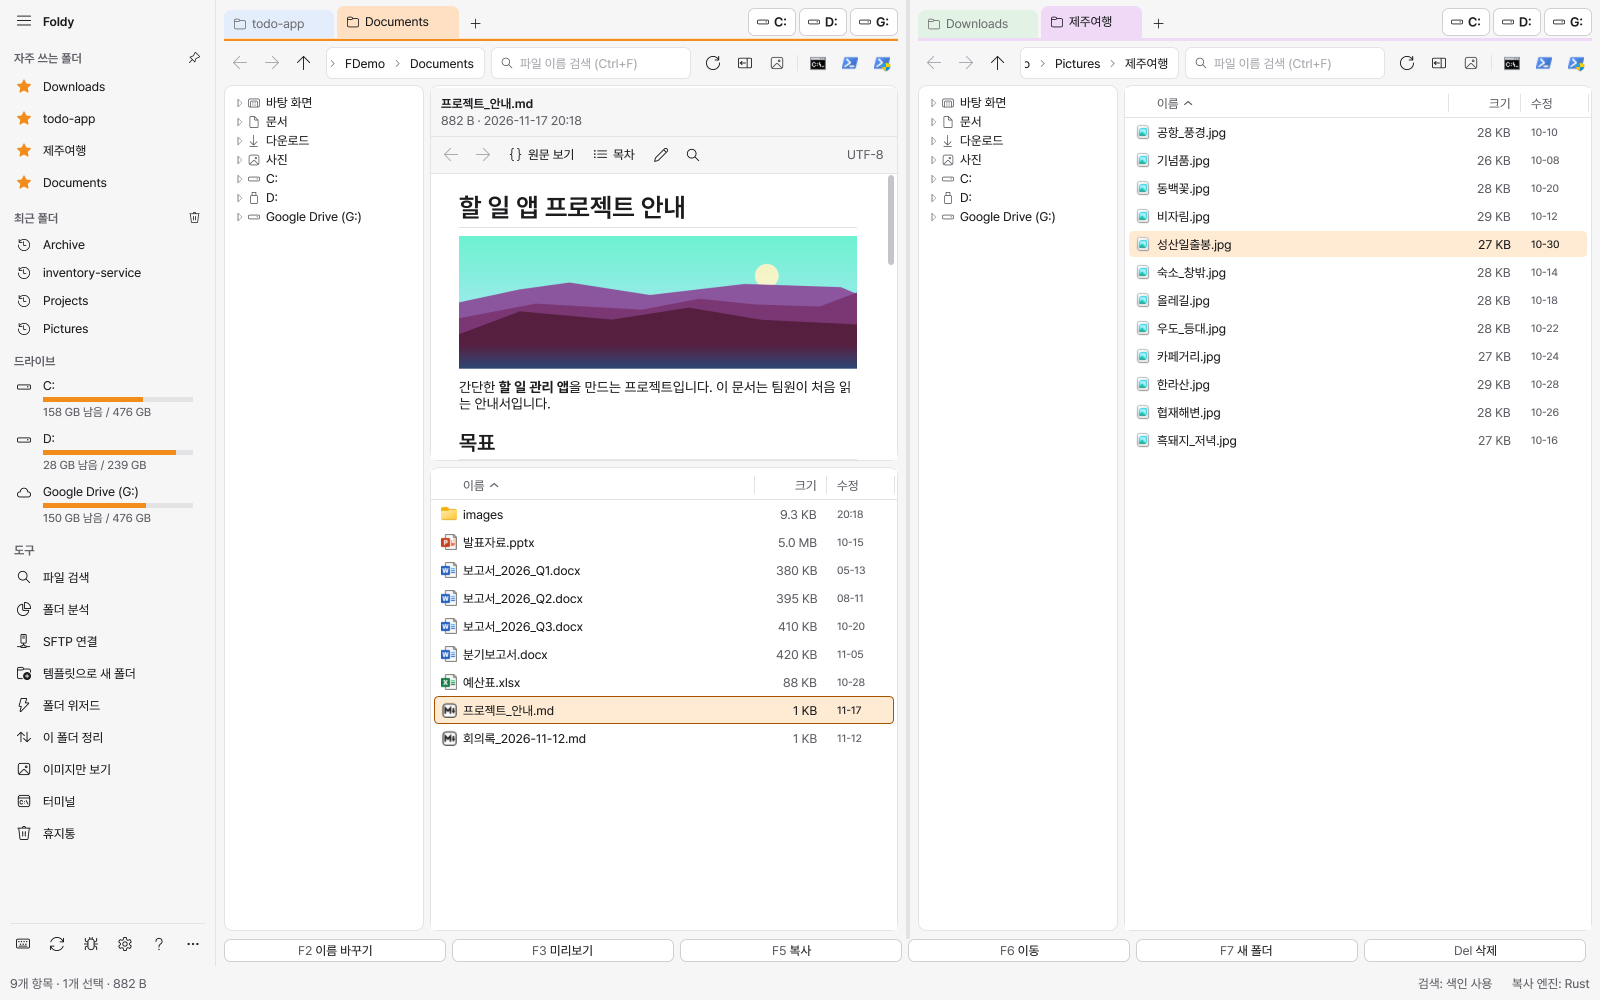 Foldy
자주 쓰는 폴더
Downloads
todo-app
제주여행
Documents
최근 폴더
Archive
inventory-service
Projects
Pictures
드라이브
C:
158 GB 남음 / 476 GB
D:
28 GB 남음 / 239 GB
Google Drive (G:)
150 GB 남음 / 476 GB
도구
파일 검색
폴더 분석
SFTP 연결
템플릿으로 새 폴더
폴더 위저드
이 폴더 정리
이미지만 보기
터미널
휴지통
todo-app
Documents
C:
D:
G:
FDemo
Documents
파일 이름 검색 (Ctrl+F)
바탕 화면
문서
다운로드
사진
C:
D:
Google Drive (G:)
프로젝트_안내.md
882 B · 2026-11-17 20:18
{} 원문 보기
목차
UTF-8
할 일 앱 프로젝트 안내
간단한 할 일 관리 앱을 만드는 프로젝트입니다. 이 문서는 팀원이 처음 읽
는 안내서입니다.
목표
이름 크기 수정
images 9.3 KB 20:18
발표자료.pptx 5.0 MB 10-15
보고서_2026_Q1.docx 380 KB 05-13
보고서_2026_Q2.docx 395 KB 08-11
보고서_2026_Q3.docx 410 KB 10-20
분기보고서.docx 420 KB 11-05
예산표.xlsx 88 KB 10-28
프로젝트_안내.md 1 KB 11-17
회의록_2026-11-12.md 1 KB 11-12
Downloads
제주여행
C:
D:
G:
Pictures
제주여행
파일 이름 검색 (Ctrl+F)
바탕 화면
문서
다운로드
사진
C:
D:
Google Drive (G:)
이름 크기 수정
공항_풍경.jpg 28 KB 10-10
기념품.jpg 26 KB 10-08
동백꽃.jpg 28 KB 10-20
비자림.jpg 29 KB 10-12
성산일출봉.jpg 27 KB 10-30
숙소_창밖.jpg 28 KB 10-14
올레길.jpg 28 KB 10-18
우도_등대.jpg 28 KB 10-22
카페거리.jpg 27 KB 10-24
한라산.jpg 29 KB 10-28
협재해변.jpg 28 KB 10-26
흑돼지_저녁.jpg 27 KB 10-16
F2 이름 바꾸기
F3 미리보기
F5 복사
F6 이동
F7 새 폴더
Del 삭제
9개 항목 · 1개 선택 · 882 B
검색: 색인 사용
복사 엔진: Rust